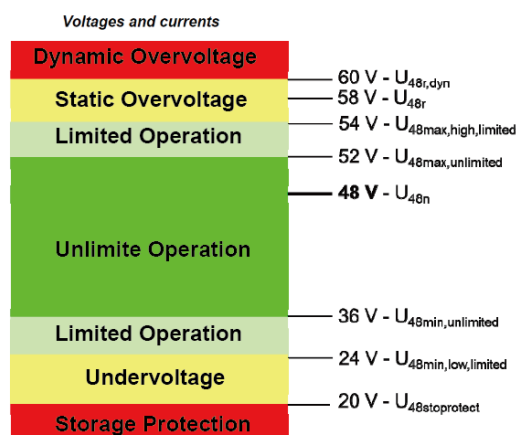 Voltages and currents
Dynamic Overvoltage
60 V - U48r,dyn
Static Overvoltage
58 V - U48r
54 V - U48max,high,limited
Limited Operation
52 V - U48max,unlimited
48 V - U48n
Unlimite Operation
36 V - U48min,unlimited
Limited Operation
24 V - U48min,low,limited
Undervoltage
20 V - U48stoprotect
Storage Protection